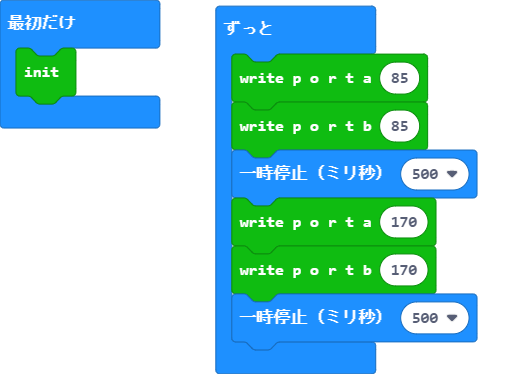 最初だけ
init
ずっと
write p o r t a 85
write p o r t b 85
一時停止（ミリ秒） 500
write p o r t a 170
write p o r t b 170
一時停止（ミリ秒） 500